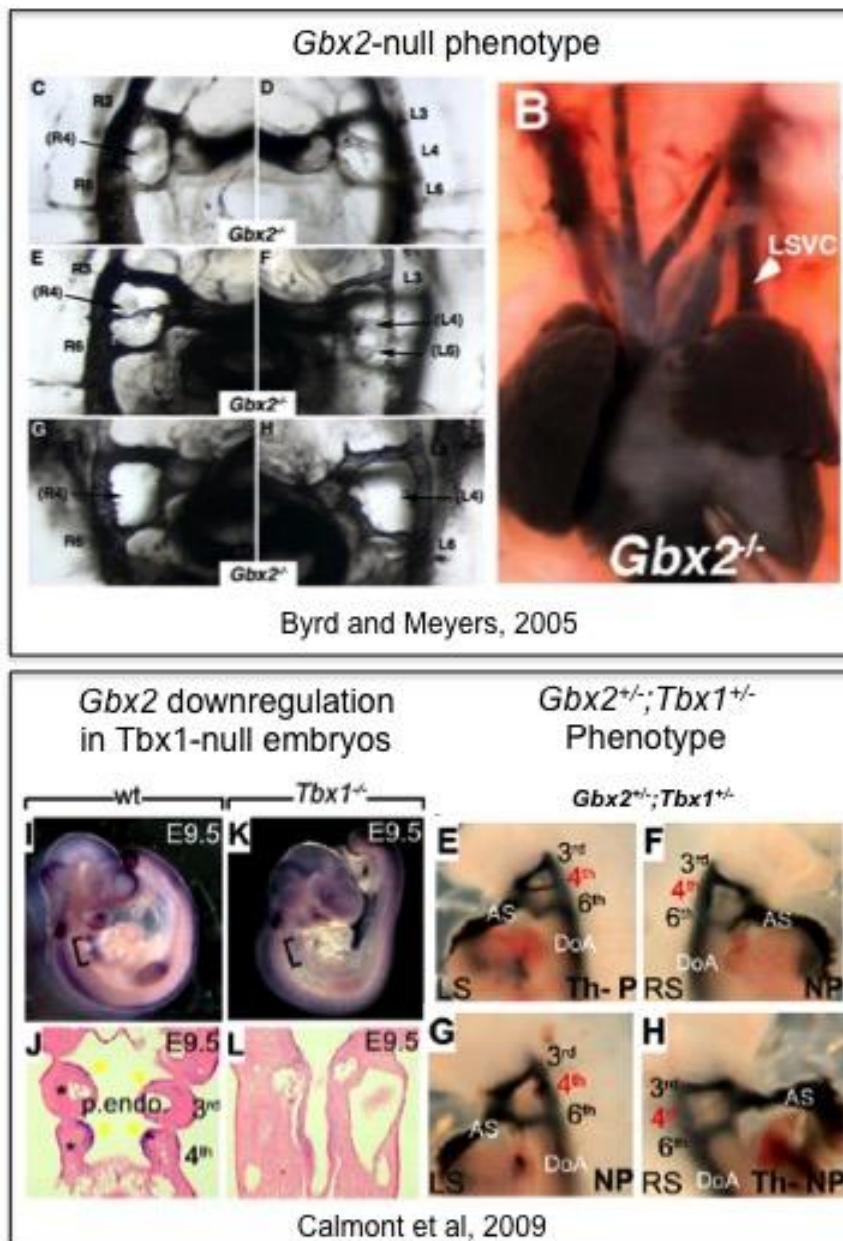 Gbx2-null phenotype
C D
R3 L3
(R4) L4
R6 L6
Gbx2-/-
E F
R3 L3
(R4) (L4)
R6 (L6)
Gbx2-/-
G H
(R4) (L4)
R6 L6
Gbx2-/-
B
LSVC
Gbx2-/-
Byrd and Meyers, 2005
Gbx2 downregulation
in Tbx1-null embryos
wt Tbx1-/-
I E9.5 K E9.5
J E9.5 L E9.5
* p.endo. 3rd
* 4th
Gbx2+/-;Tbx1+/-
Phenotype
Gbx2+/-;Tbx1+/-
E 3rd
4th
6th
AS
DoA
LS Th- P
F 3rd
4th
6th
AS
DoA
RS NP
G 3rd
4th
6th
AS
DoA
LS NP
H
3rd
6th
AS
DoA
RS Th- NP
Calmont et al, 2009